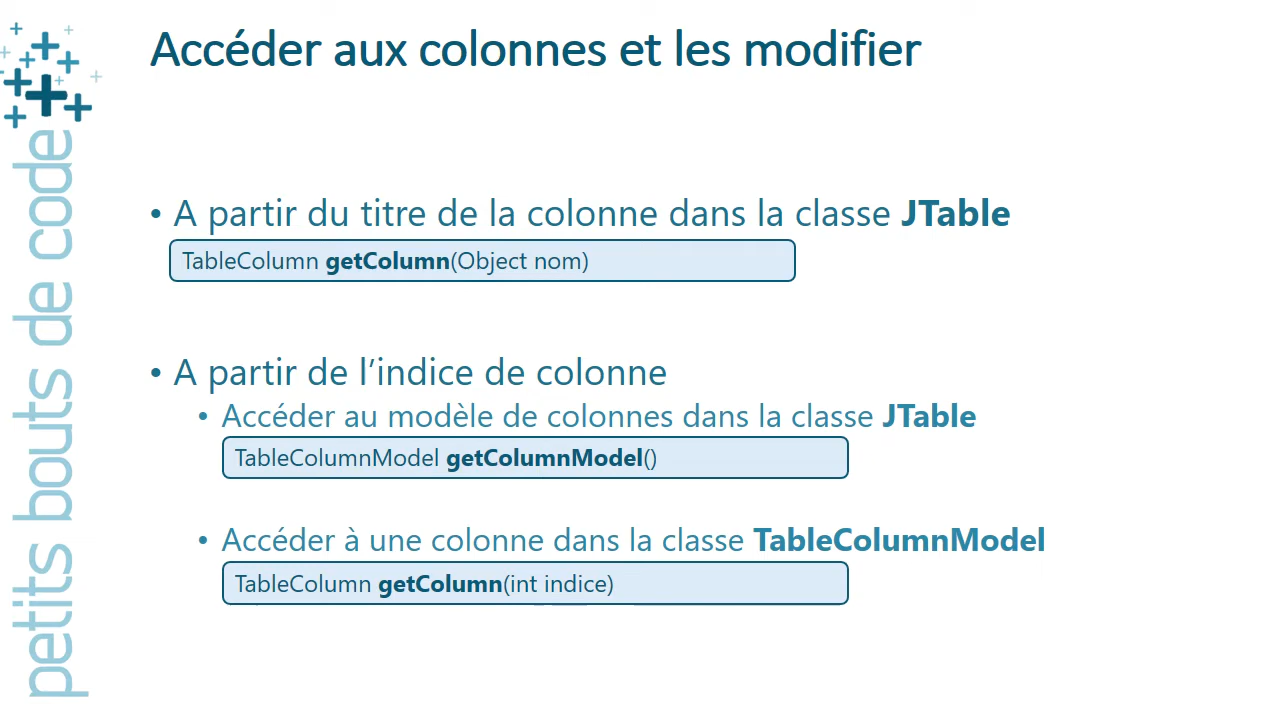 Accéder aux colonnes et les modifier
• A partir du titre de la colonne dans la classe JTable
TableColumn getColumn(Object nom)
• A partir de l’indice de colonne
• Accéder au modèle de colonnes dans la classe JTable
TableColumnModel getColumnModel()
• Accéder à une colonne dans la classe TableColumnModel
TableColumn getColumn(int indice)
petits bouts de code